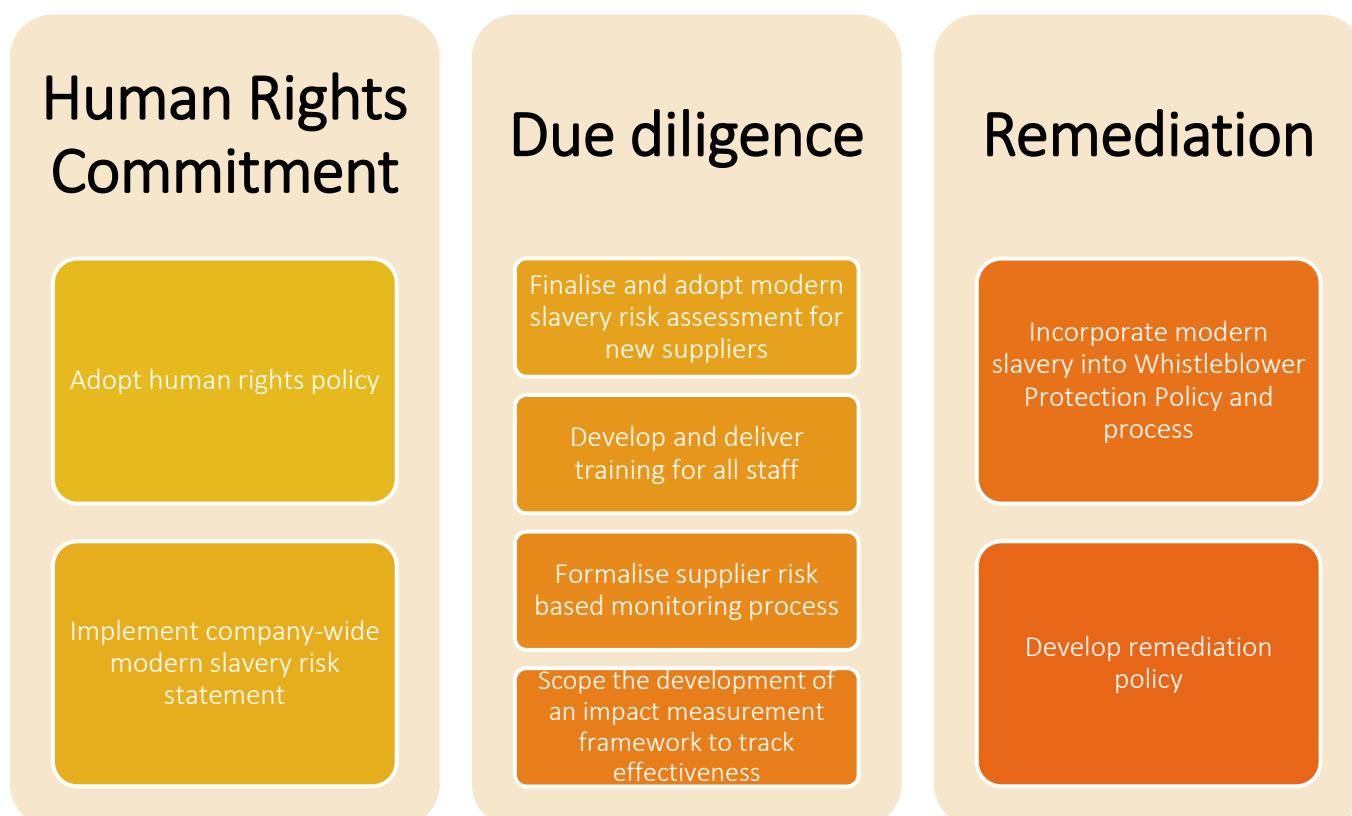 Human Rights
Commitment
Adopt human rights policy
Implement company-wide
modern slavery risk
statement
Due diligence
Finalise and adopt modern
slavery risk assessment for
new suppliers
Develop and deliver
training for all staff
Formalise supplier risk
based monitoring process
Scope the development of
an impact measurement
framework to track
effectiveness
Remediation
Incorporate modern
slavery into Whistleblower
Protection Policy and
process
Develop remediation
policy